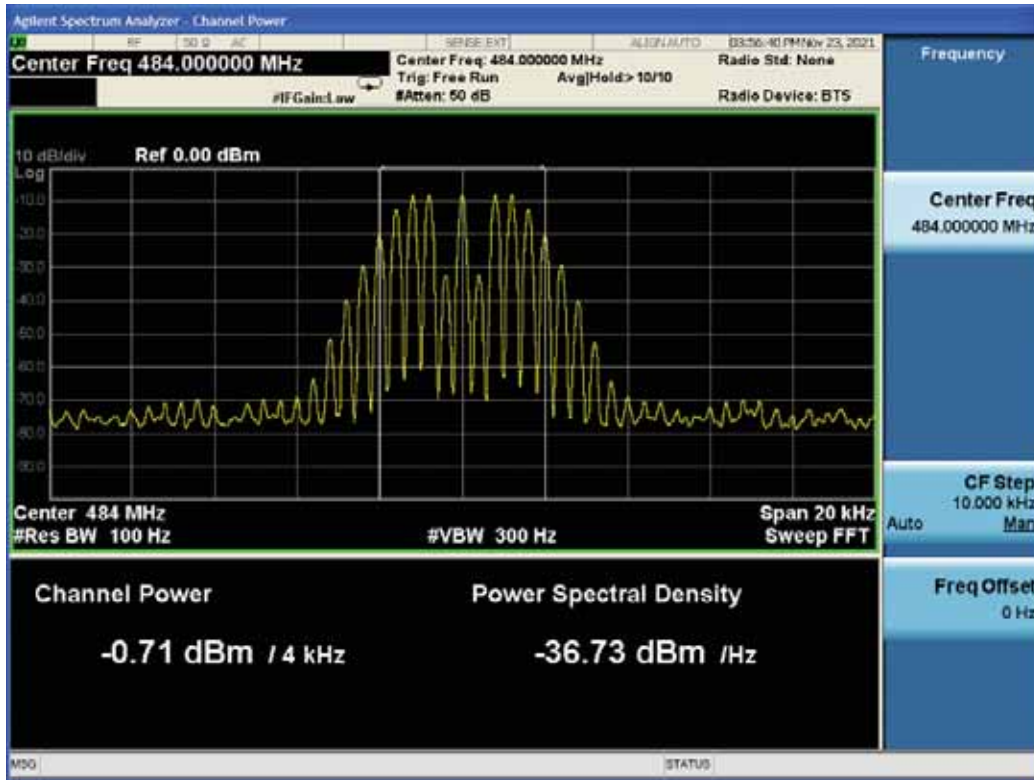 Agilent Spectrum Analyzer - Channel Power
RF 50 Ω AC SENSE:EXT ALIGN AUTO 03:56:40 PM Nov 23, 2021
Center Freq 484.000000 MHz
Center Freq: 484.000000 MHz
Radio Std: None
Trig: Free Run Avg|Hold:> 10/10
#IFGain:Low
#Atten: 50 dB
Radio Device: BTS
10 dB/div Ref 0.00 dBm
Log
-10.0
-20.0
-30.0
-40.0
-50.0
-60.0
-70.0
-80.0
-90.0
Center 484 MHz
Span 20 kHz
#Res BW 100 Hz
#VBW 300 Hz
Sweep FFT
Channel Power
Power Spectral Density
-0.71 dBm / 4 kHz
-36.73 dBm /Hz
MSG
STATUS
Frequency
Center Freq
484.000000 MHz
CF Step
10.000 kHz
Auto Man
Freq Offset
0 Hz